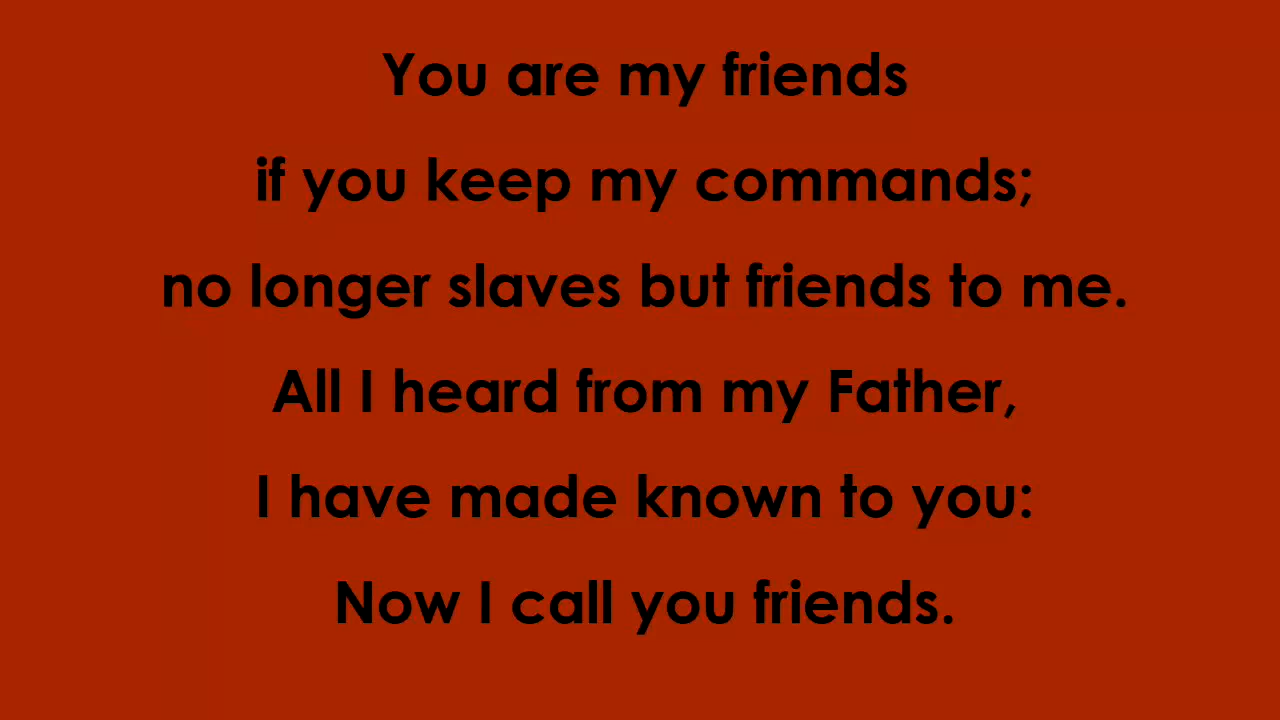 You are my friends
if you keep my commands;
no longer slaves but friends to me.
All I heard from my Father,
I have made known to you:
Now I call you friends.